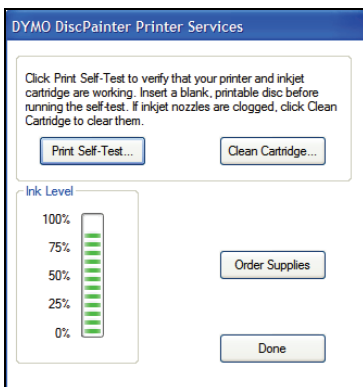 DYMO DiscPainter Printer Services
Click Print Self-Test to verify that your printer and inkjet
cartridge are working. Insert a blank, printable disc before
running the self-test. If inkjet nozzles are clogged, click Clean
Cartridge to clear them.
Print Self-Test...
Clean Cartridge...
Ink Level
100%
75%
50%
25%
0%
Order Supplies
Done